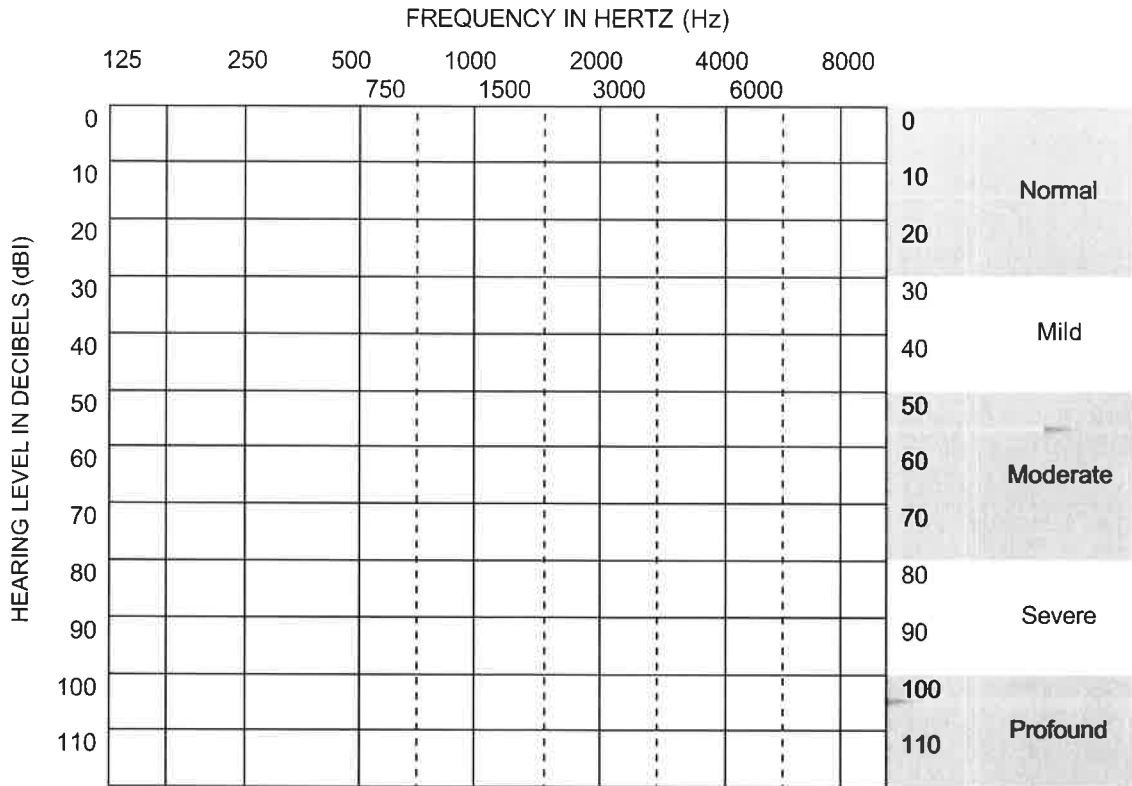 FREQUENCY IN HERTZ (Hz)
125 250 500 1000 2000 4000 8000
750 1500 3000 6000
0 0
10 10
Normal
20 20
30 30
Mild
40 40
50 50
60 60
Moderate
70 70
80 80
Severe
90 90
100 100
Profound
110 110
HEARING LEVEL IN DECIBELS (dBI)